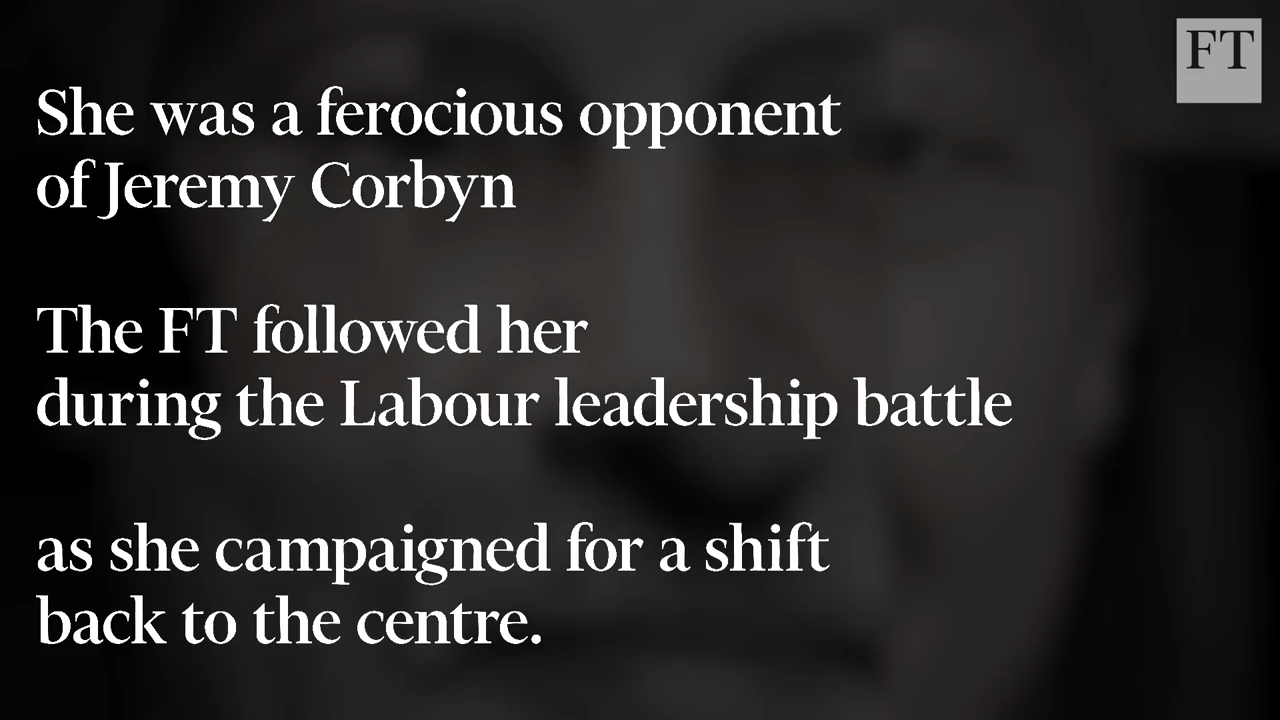 FT
She was a ferocious opponent
of Jeremy Corbyn
The FT followed her
during the Labour leadership battle
as she campaigned for a shift
back to the centre.